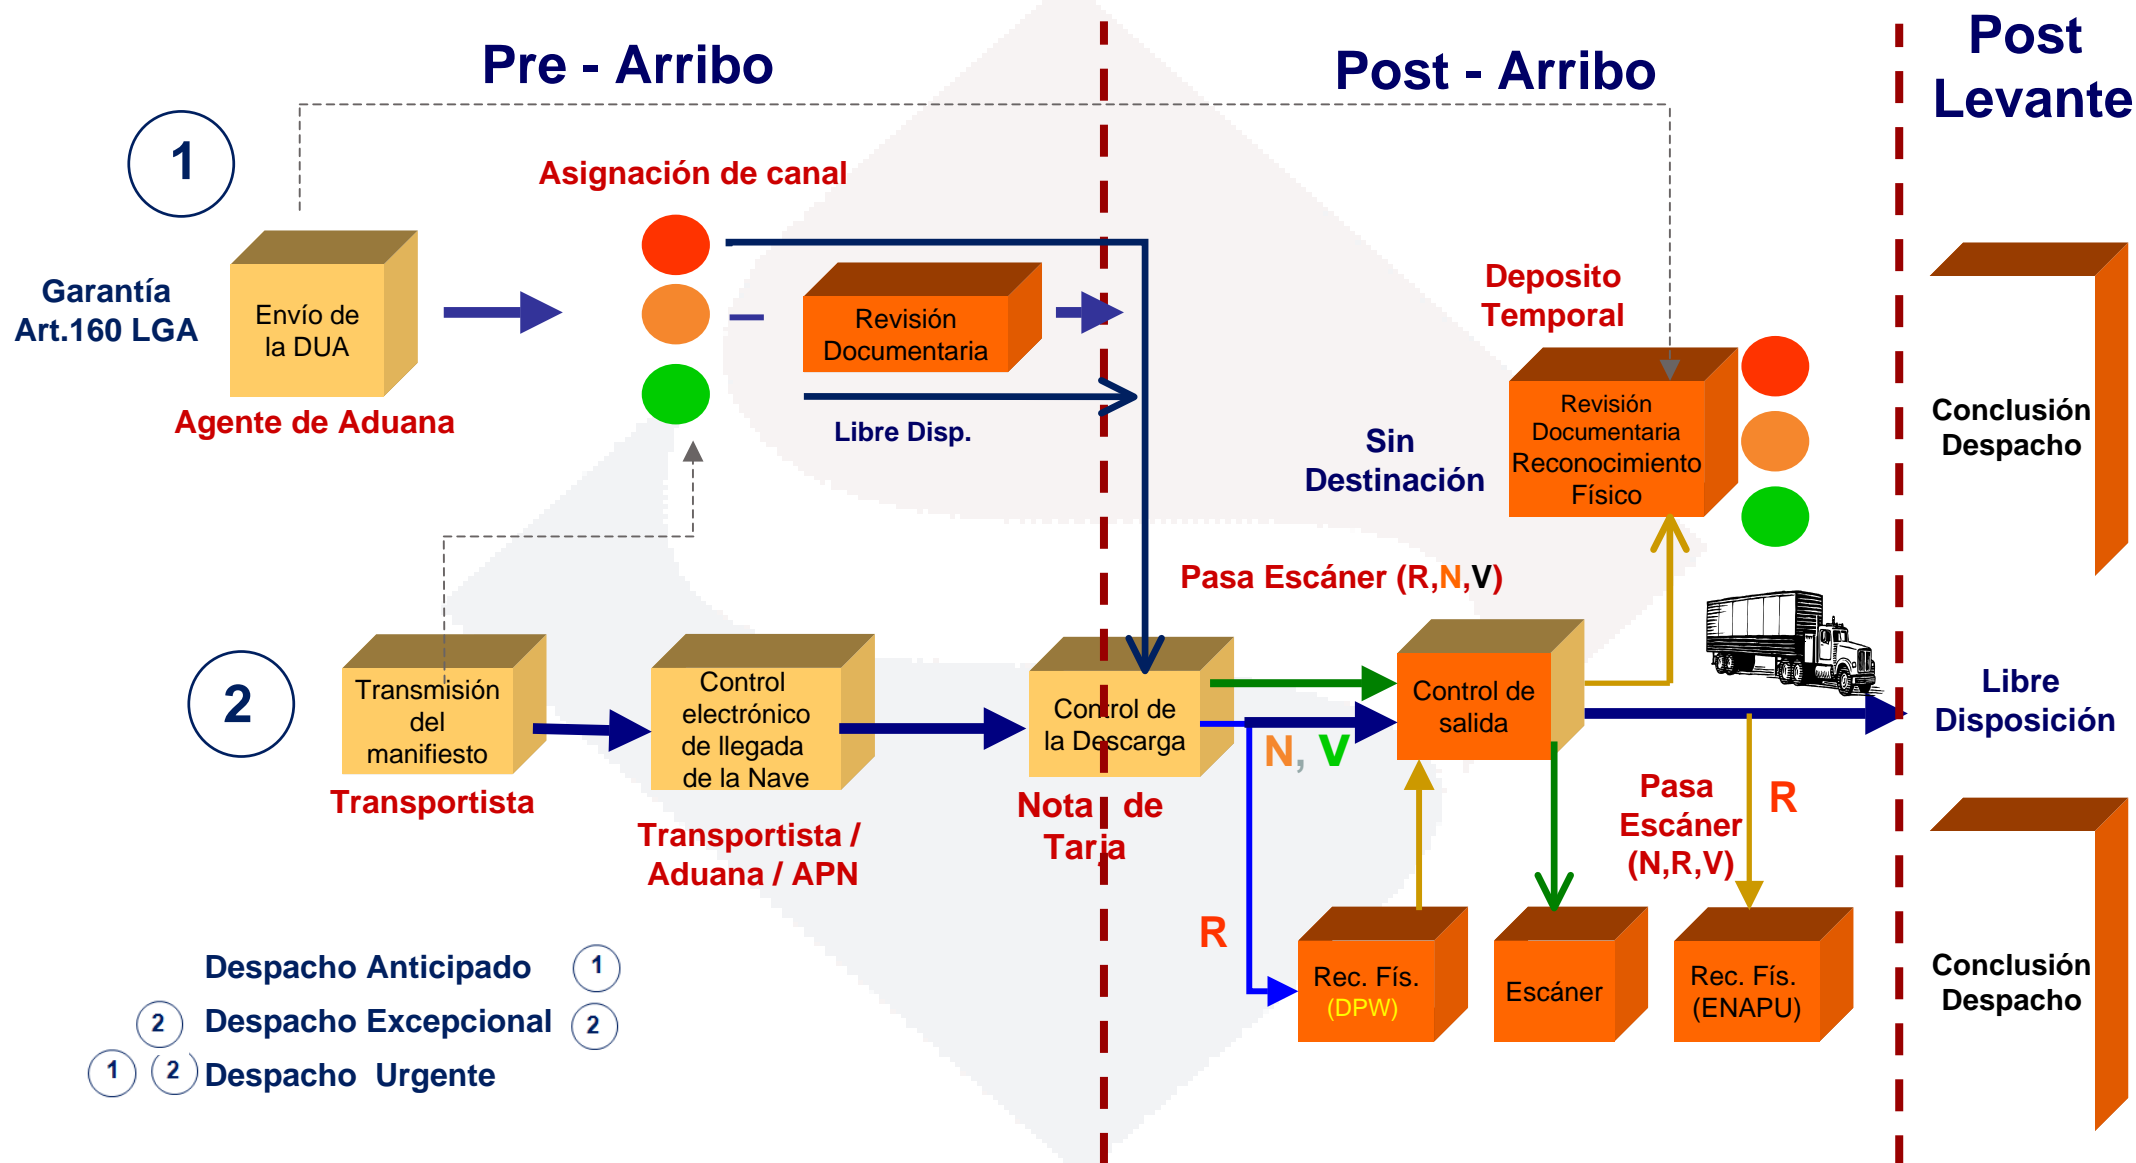 Pre - Arribo
Post - Arribo
Post
Levante
1
Asignación de canal
Garantía
Art.160 LGA
Envío de
la DUA
Agente de Aduana
Revisión
Documentaria
Libre Disp.
Deposito
Temporal
Sin
Destinación
Revisión
Documentaria
Reconocimiento
Físico
Conclusión
Despacho
Pasa Escáner (R,N,V)
2
Transmisión
del
manifiesto
Transportista
Control
electrónico
de llegada
de la Nave
Transportista /
Aduana / APN
Control de
la Descarga
Nota de
Tarja
N, V
Control de
salida
Libre
Disposición
Pasa
Escáner
(N,R,V)
R
R
Rec. Fís.
(DPW)
Escáner
Rec. Fís.
(ENAPU)
Conclusión
Despacho
Despacho Anticipado 1
2 Despacho Excepcional 2
1 2 Despacho Urgente